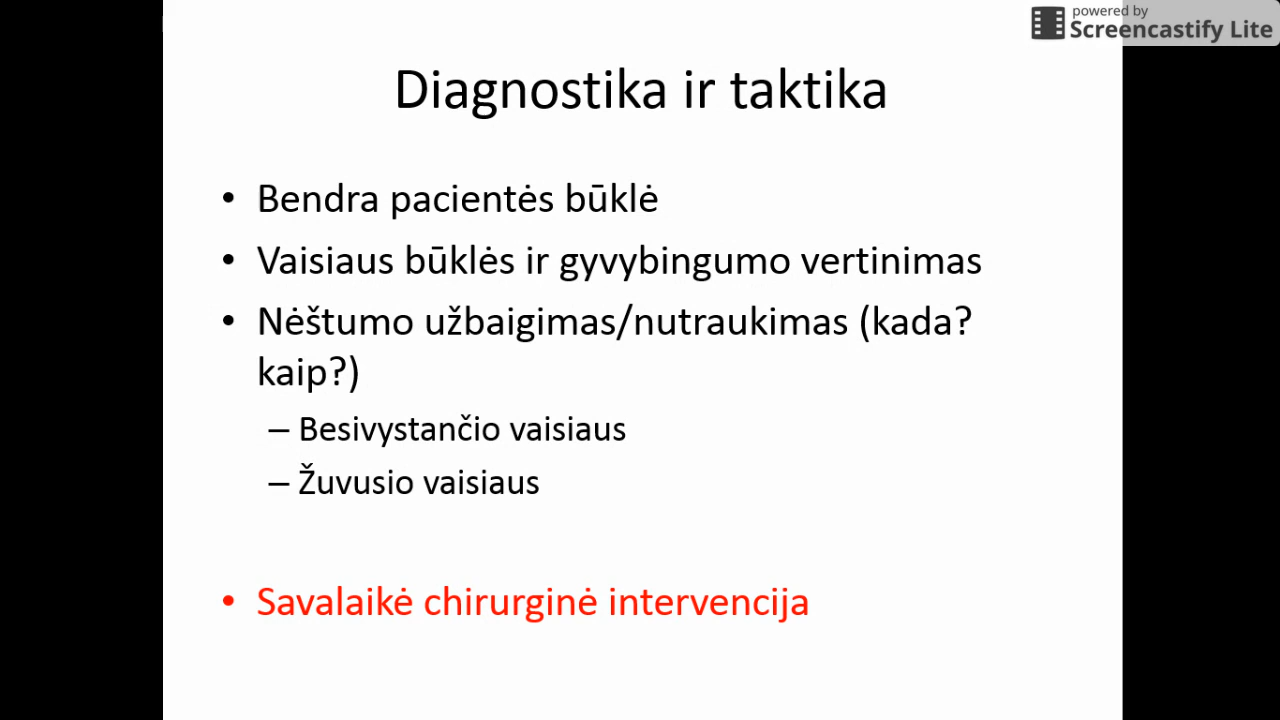 powered by
Screencastify Lite
Diagnostika ir taktika
• Bendra pacientės būklė
• Vaisiaus būklės ir gyvybingumo vertinimas
• Nėštumo užbaigimas/nutraukimas (kada?
kaip?)
– Besivystančio vaisiaus
– Žuvusio vaisiaus
• Savalaikė chirurginė intervencija